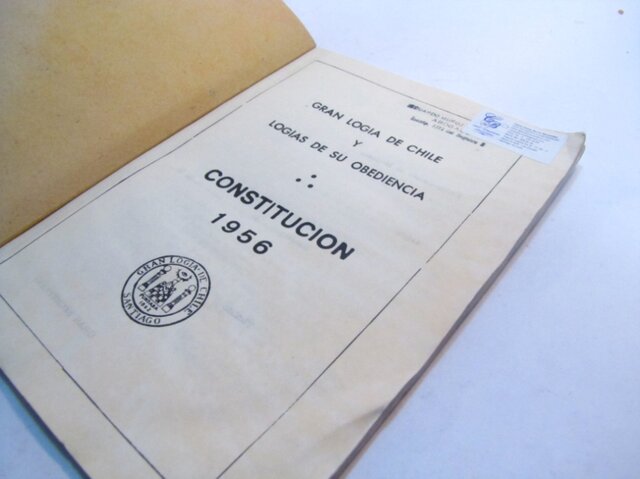 GRAN LOGIA DE CHILE
Y
LOGIAS DE SU OBEDIENCIA
CONSTITUCION
1956
GRAN LOGIA DE CHILE
SANTIAGO